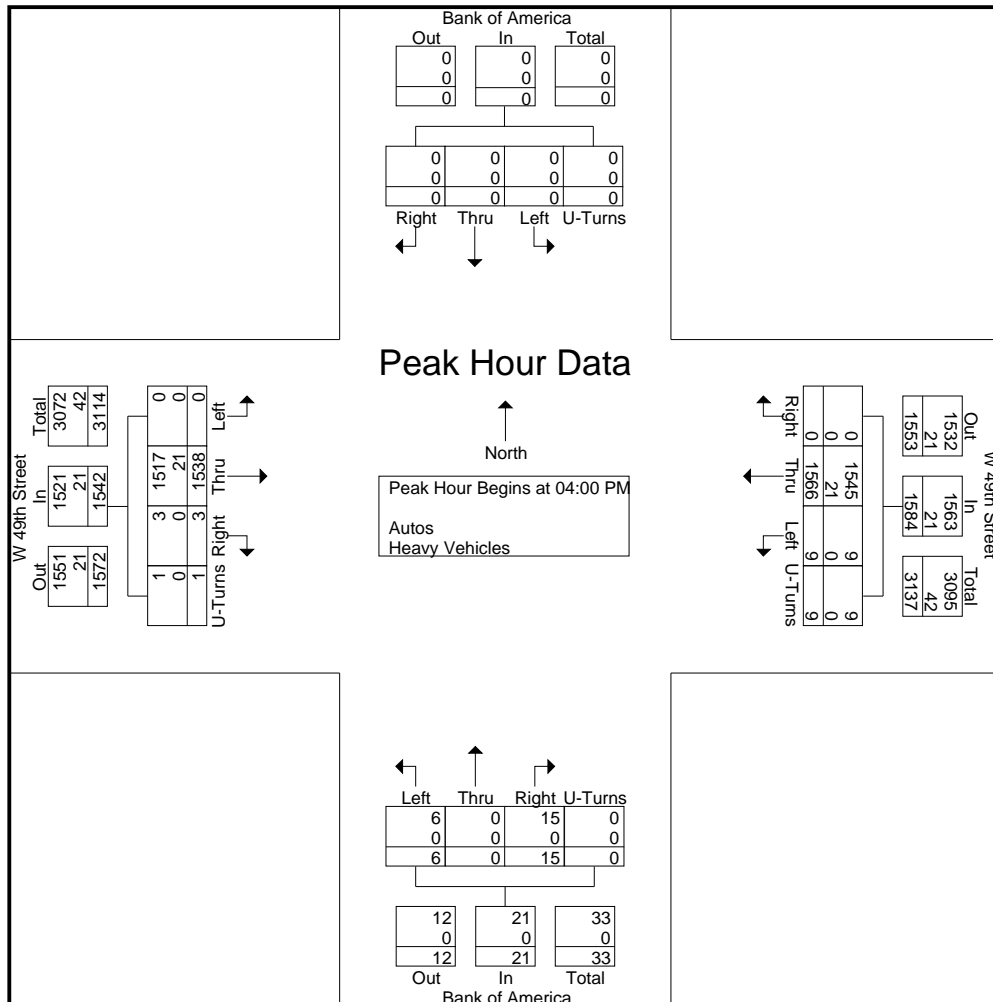 Bank of America
Out In Total
0 0 0
0 0 0
0 0 0
0 0 0 0
0 0 0 0
0 0 0 0
Right Thru Left U-Turns
Peak Hour Data
North
Peak Hour Begins at 04:00 PM
Autos
Heavy Vehicles
W 49th Street
Out In Total
1551 1521 3072
21 21 42
1572 1542 3114
1 3 1517 0
0 0 21 0
1 3 1538 0
U-Turns Right Thru Left
W 49th Street
Out In Total
1532 1563 3095
21 21 42
1553 1584 3137
0 1545 9 9
0 21 0 0
0 1566 9 9
Right Thru Left U-Turns
Left Thru Right U-Turns
6 0 15 0
0 0 0 0
6 0 15 0
12 21 33
0 0 0
12 21 33
Out In Total
Bank of America